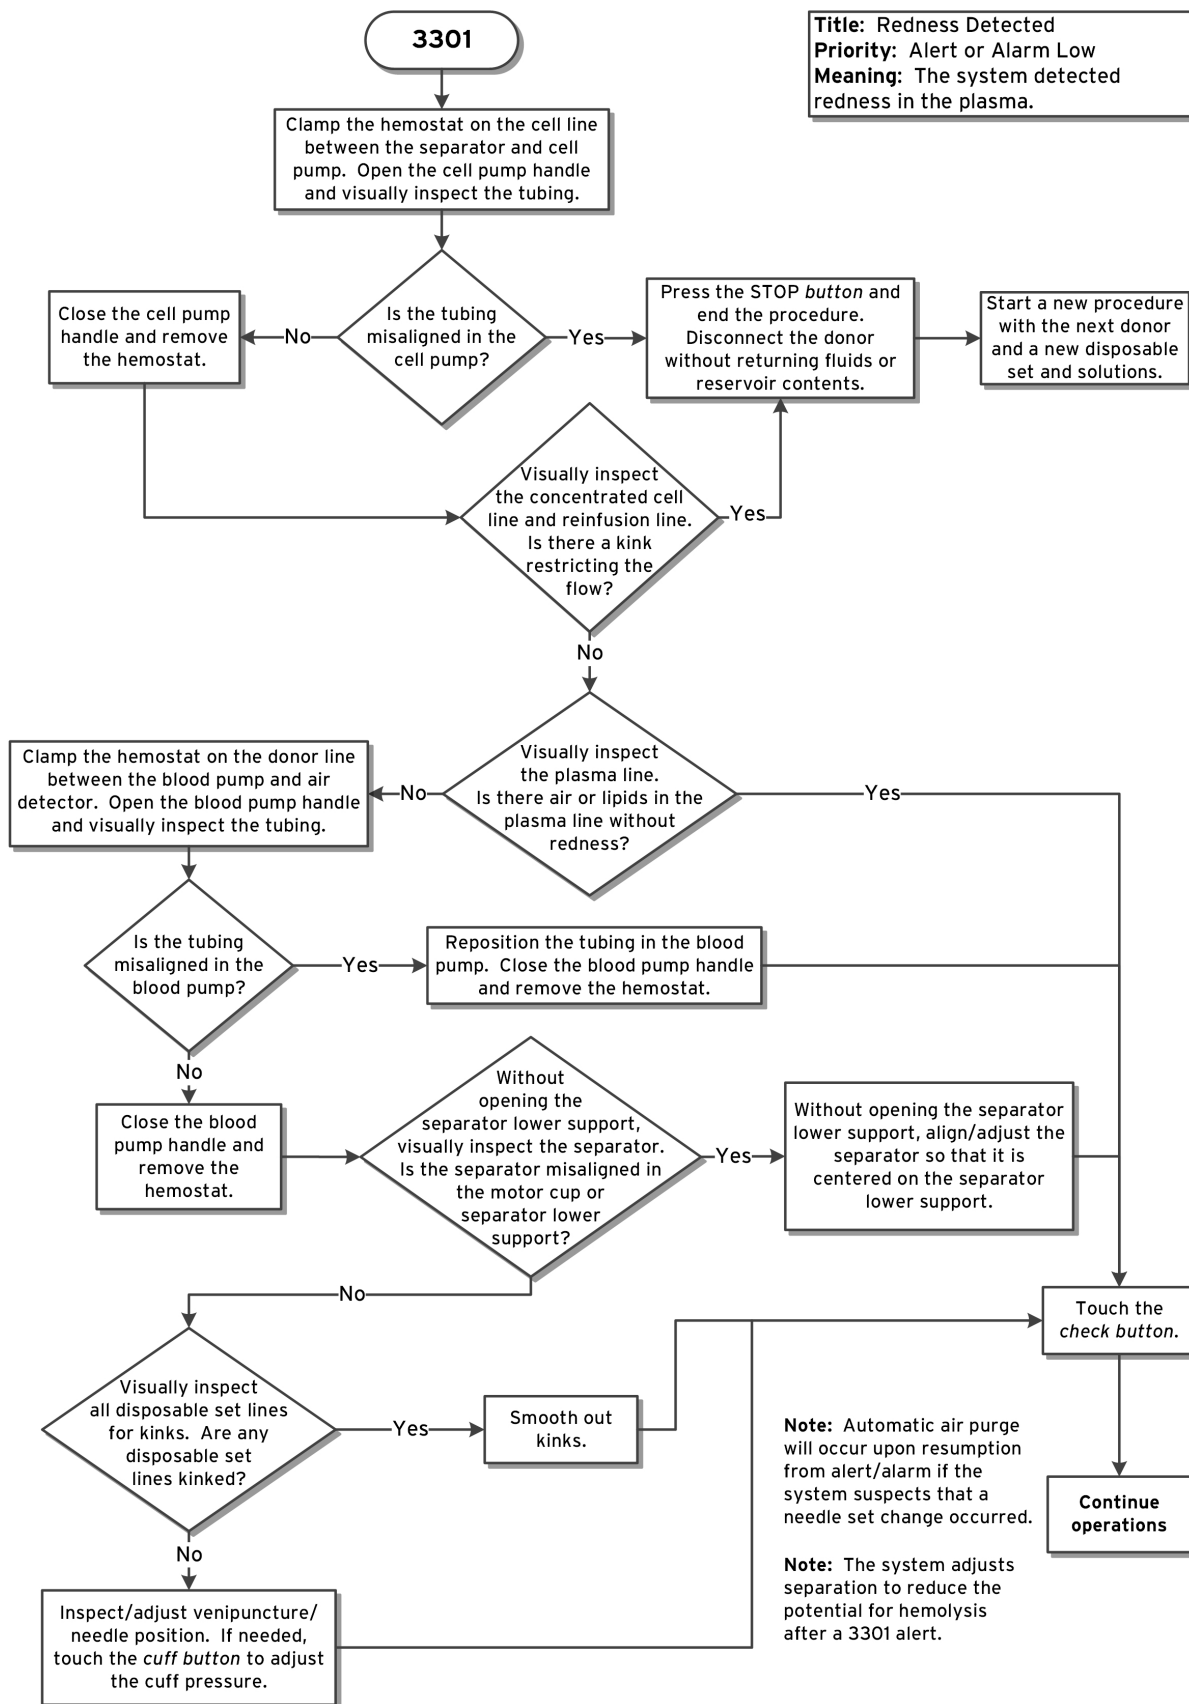 3301
Title: Redness Detected
Priority: Alert or Alarm Low
Meaning: The system detected
redness in the plasma.
Clamp the hemostat on the cell line
between the separator and cell
pump. Open the cell pump handle
and visually inspect the tubing.
Is the tubing
misaligned in the
cell pump?
No
Yes
Close the cell pump
handle and remove
the hemostat.
Press the STOP button and
end the procedure.
Disconnect the donor
without returning fluids or
reservoir contents.
Start a new procedure
with the next donor
and a new disposable
set and solutions.
Visually inspect
the concentrated cell
line and reinfusion line.
Is there a kink
restricting the
flow?
Yes
No
Visually inspect
the plasma line.
Is there air or lipids in the
plasma line without
redness?
No
Yes
Clamp the hemostat on the donor line
between the blood pump and air
detector. Open the blood pump handle
and visually inspect the tubing.
Is the tubing
misaligned in the
blood pump?
Yes
Reposition the tubing in the blood
pump. Close the blood pump handle
and remove the hemostat.
No
Close the blood
pump handle and
remove the
hemostat.
Without
opening the
separator lower support,
visually inspect the separator.
Is the separator misaligned in
the motor cup or
separator lower
support?
Yes
Without opening the separator
lower support, align/adjust the
separator so that it is
centered on the separator
lower support.
No
Touch the
check button.
Visually inspect
all disposable set lines
for kinks. Are any
disposable set
lines kinked?
Yes
Smooth out
kinks.
Note: Automatic air purge
will occur upon resumption
from alert/alarm if the
system suspects that a
needle set change occurred.
Continue
operations
No
Note: The system adjusts
separation to reduce the
potential for hemolysis
after a 3301 alert.
Inspect/adjust venipuncture/
needle position. If needed,
touch the cuff button to adjust
the cuff pressure.